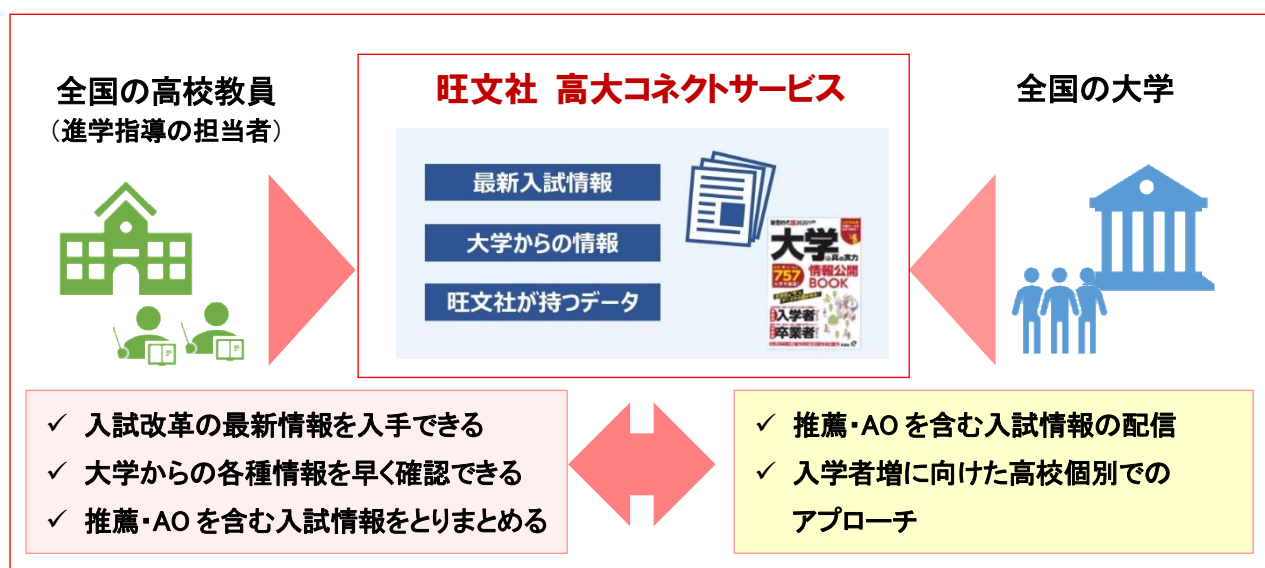 全国の高校教員
（進学指導の担当者）
旺文社 高大コネクトサービス
最新入試情報
大学からの情報
旺文社が持つデータ
大学の真の実力
757
情報公開
BOOK
入学者
卒業者
全国の大学
✓ 入試改革の最新情報を入手できる
✓ 大学からの各種情報を早く確認できる
✓ 推薦・AO を含む入試情報をとりまとめる
✓ 推薦・AO を含む入試情報の配信
✓ 入学者増に向けた高校個別での
アプローチ